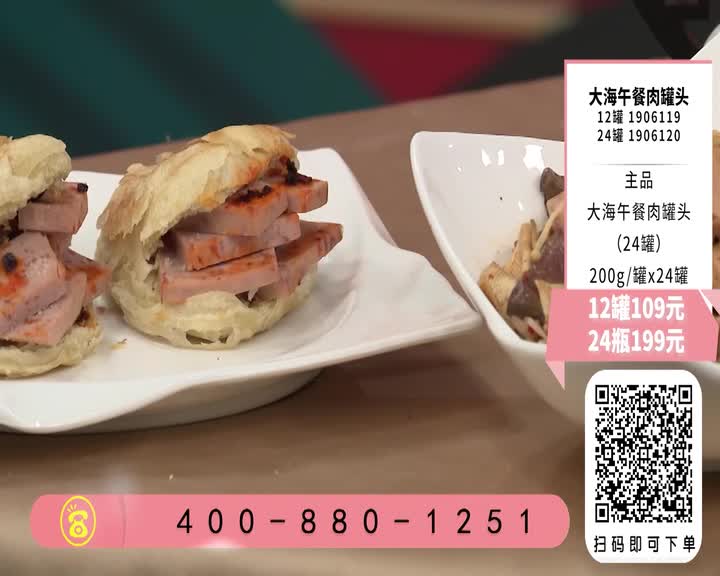 大海午餐肉罐头
12罐 1906119
24罐 1906120
主品
大海午餐肉罐头
（24罐）
200g/罐x24罐
12罐109元
24瓶199元
扫码即可下单
400-880-1251